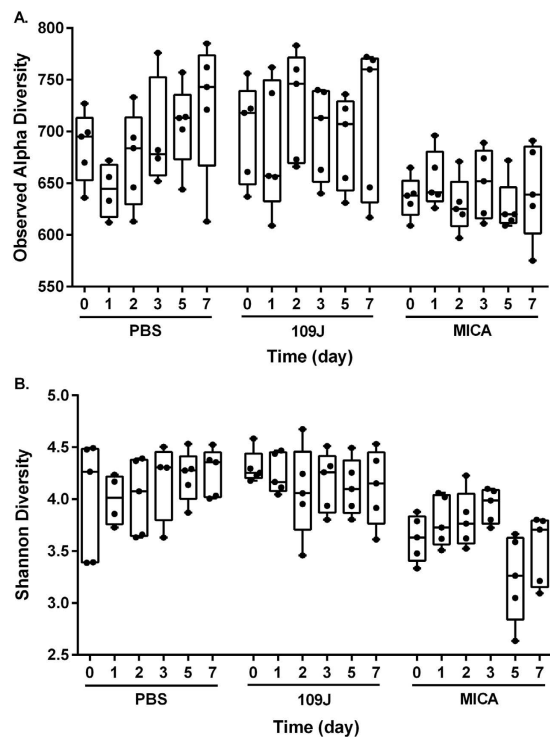 A.
Observed Alpha Diversity
800
750
700
650
600
550
0 1 2 3 5 7 0 1 2 3 5 7 0 1 2 3 5 7
PBS 109J MICA
Time (day)
B.
Shannon Diversity
5.0
4.5
4.0
3.5
3.0
2.5
0 1 2 3 5 7 0 1 2 3 5 7 0 1 2 3 5 7
PBS 109J MICA
Time (day)